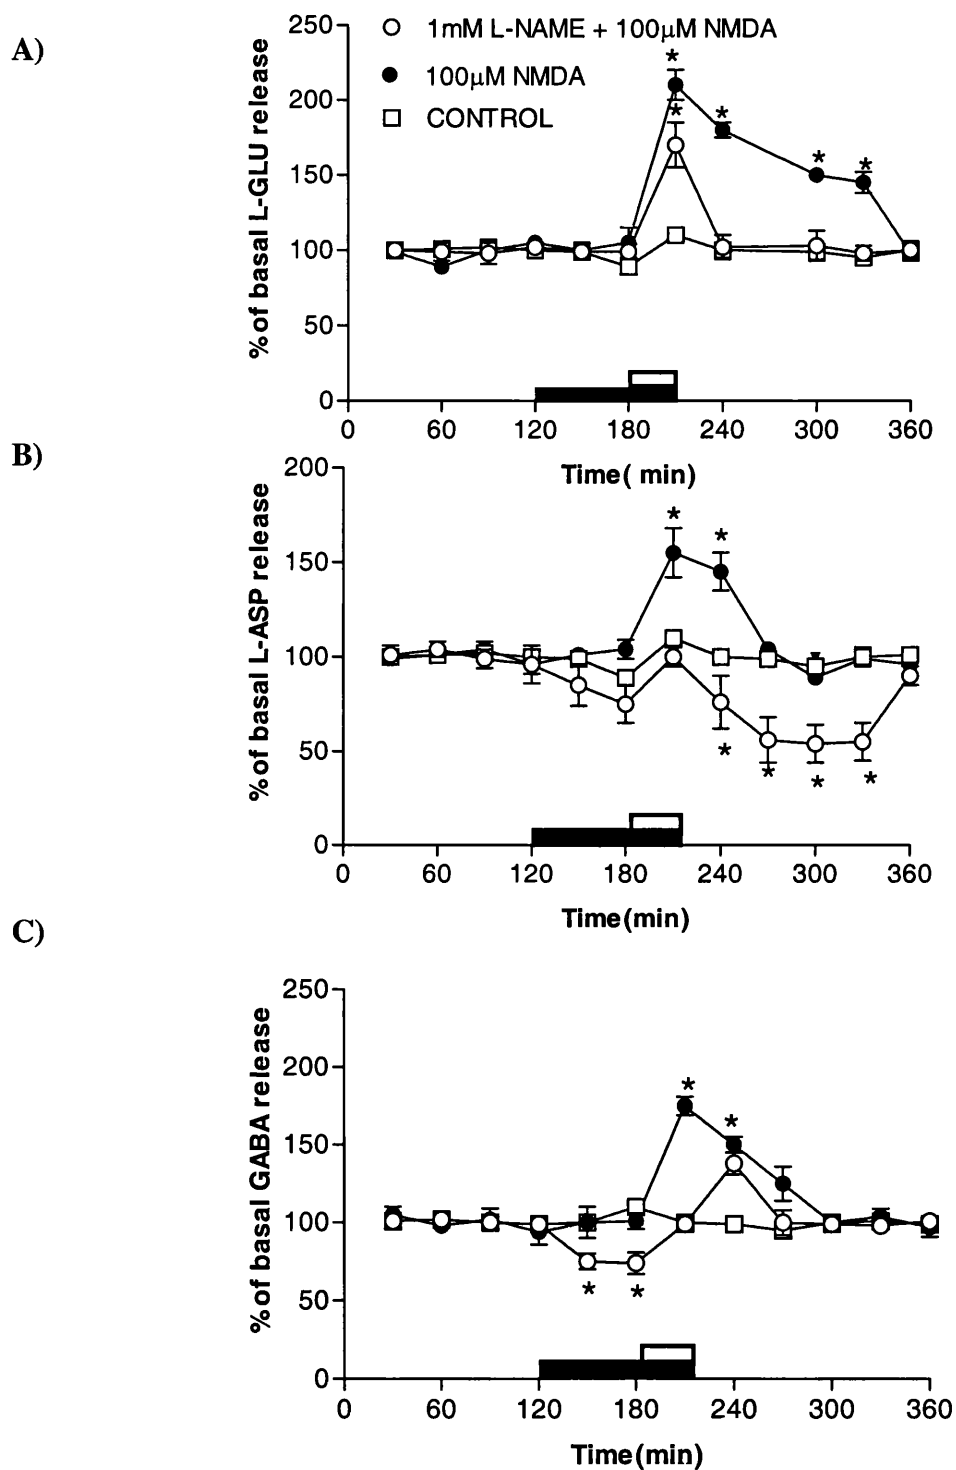 A)
1mM L-NAME + 100µM NMDA
100µM NMDA
CONTROL
% of basal L-GLU release
250
200
150
100
50
0
0 60 120 180 240 300 360
Time( min)
* * * * *
B)
% of basal L-ASP release
200
150
100
50
0
0 60 120 180 240 300 360
Time(min)
* * * * * *
C)
% of basal GABA release
250
200
150
100
50
0
0 60 120 180 240 300 360
Time(min)
* * * *